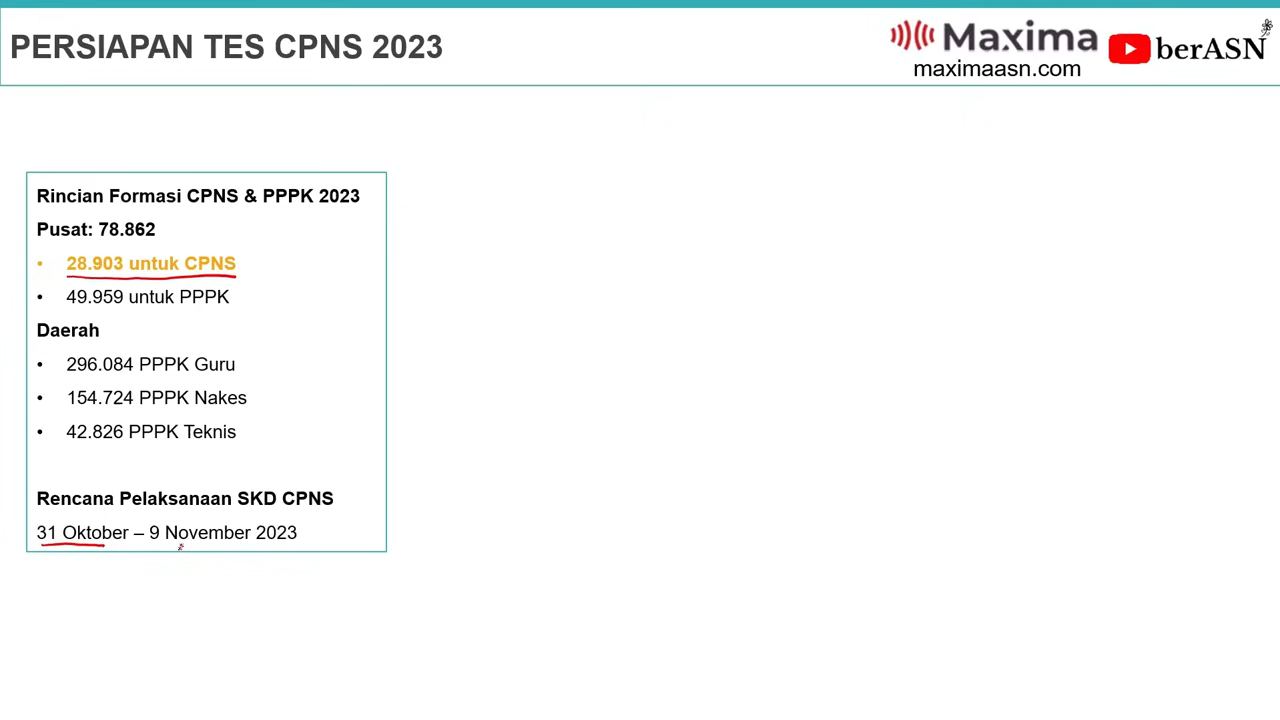 PERSIAPAN TES CPNS 2023
Maxima
maximaasn.com
berASN
Rincian Formasi CPNS & PPPK 2023
Pusat: 78.862
• 28.903 untuk CPNS
• 49.959 untuk PPPK
Daerah
• 296.084 PPPK Guru
• 154.724 PPPK Nakes
• 42.826 PPPK Teknis
Rencana Pelaksanaan SKD CPNS
31 Oktober – 9 November 2023